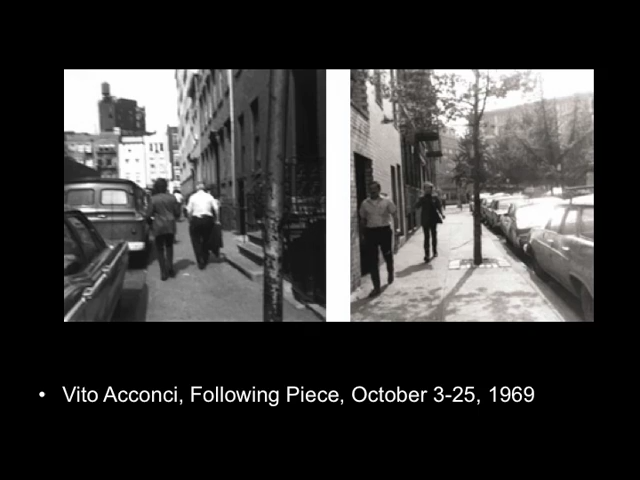 • Vito Acconci, Following Piece, October 3-25, 1969